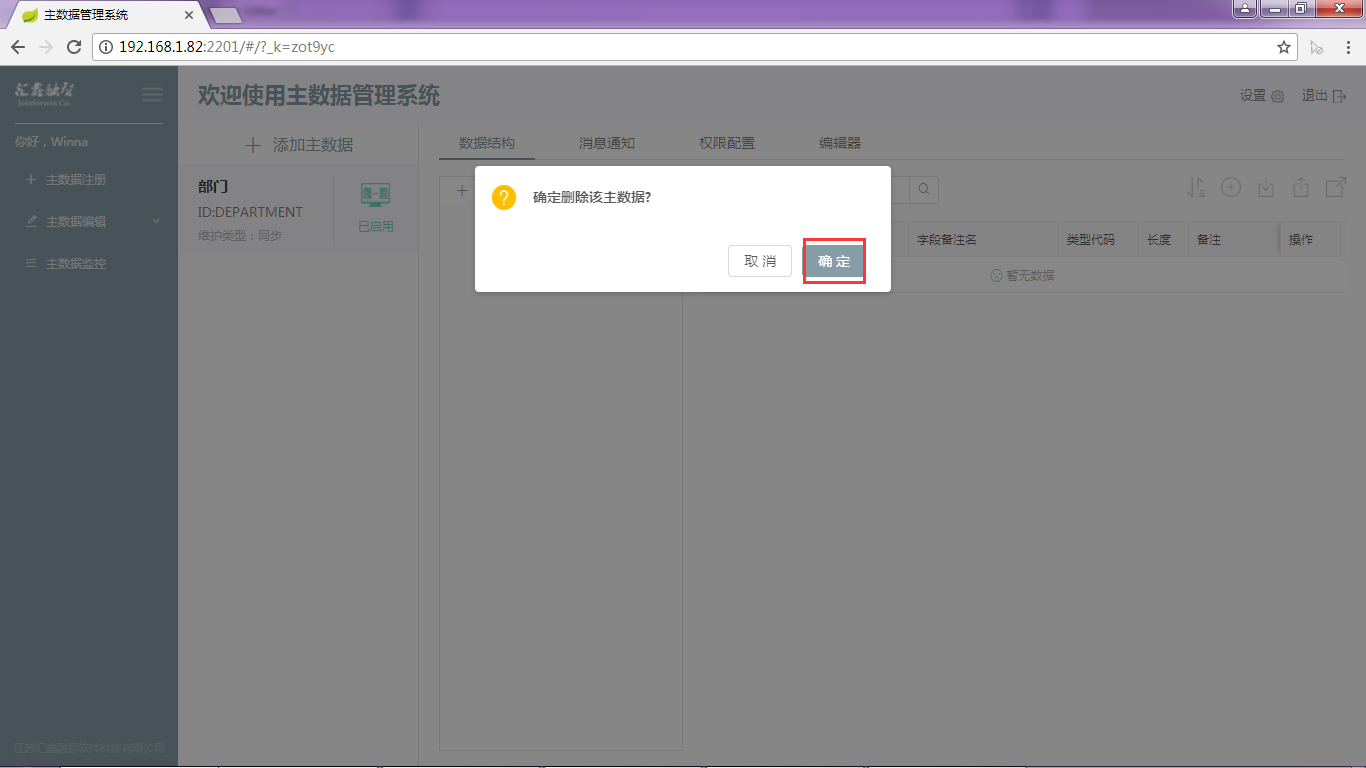 主数据管理系统
192.168.1.82:2201/#/?_k=zot9yc
汇鑫融智
Joinforwin Co.
你好，Winna
主数据注册
主数据编辑
主数据监控
江苏汇鑫融智软件科技有限公司
欢迎使用主数据管理系统
设置
退出
添加主数据
部门
ID:DEPARTMENT
维护类型：同步
已启用
数据结构
消息通知
权限配置
编辑器
确定删除该主数据?
取 消
确 定
字段备注名
类型代码
长度
备注
操作
暂无数据